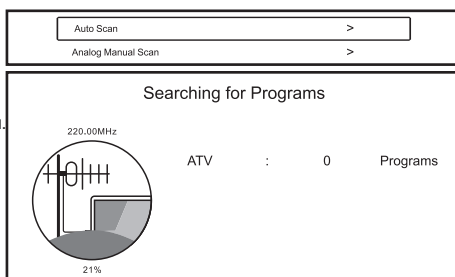 Auto Scan >
Analog Manual Scan >
Searching for Programs
220.00MHz
ATV : 0 Programs
21%